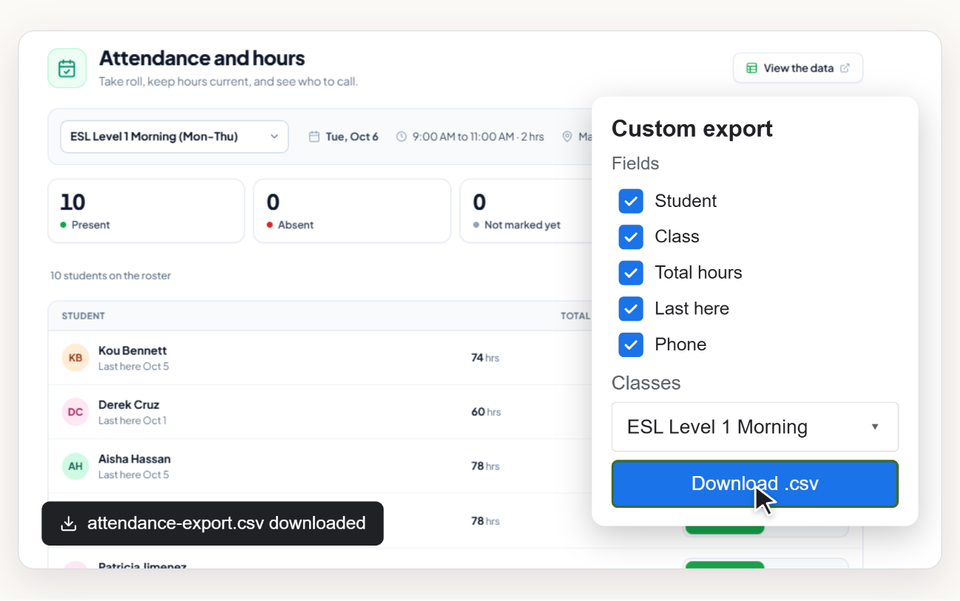 Attendance and hours
Take roll, keep hours current, and see who to call.
View the data
ESL Level 1 Morning (Mon-Thu)
Tue, Oct 6
9:00 AM to 11:00 AM · 2 hrs
10
Present
0
Absent
0
Not marked yet
10 students on the roster
STUDENT
TOTAL
KB
Kou Bennett
Last here Oct 5
74 hrs
DC
Derek Cruz
Last here Oct 1
60 hrs
AH
Aisha Hassan
Last here Oct 5
78 hrs
78 hrs
Patricia Jimenez
Custom export
Fields
Student
Class
Total hours
Last here
Phone
Classes
ESL Level 1 Morning
Download .csv
attendance-export.csv downloaded